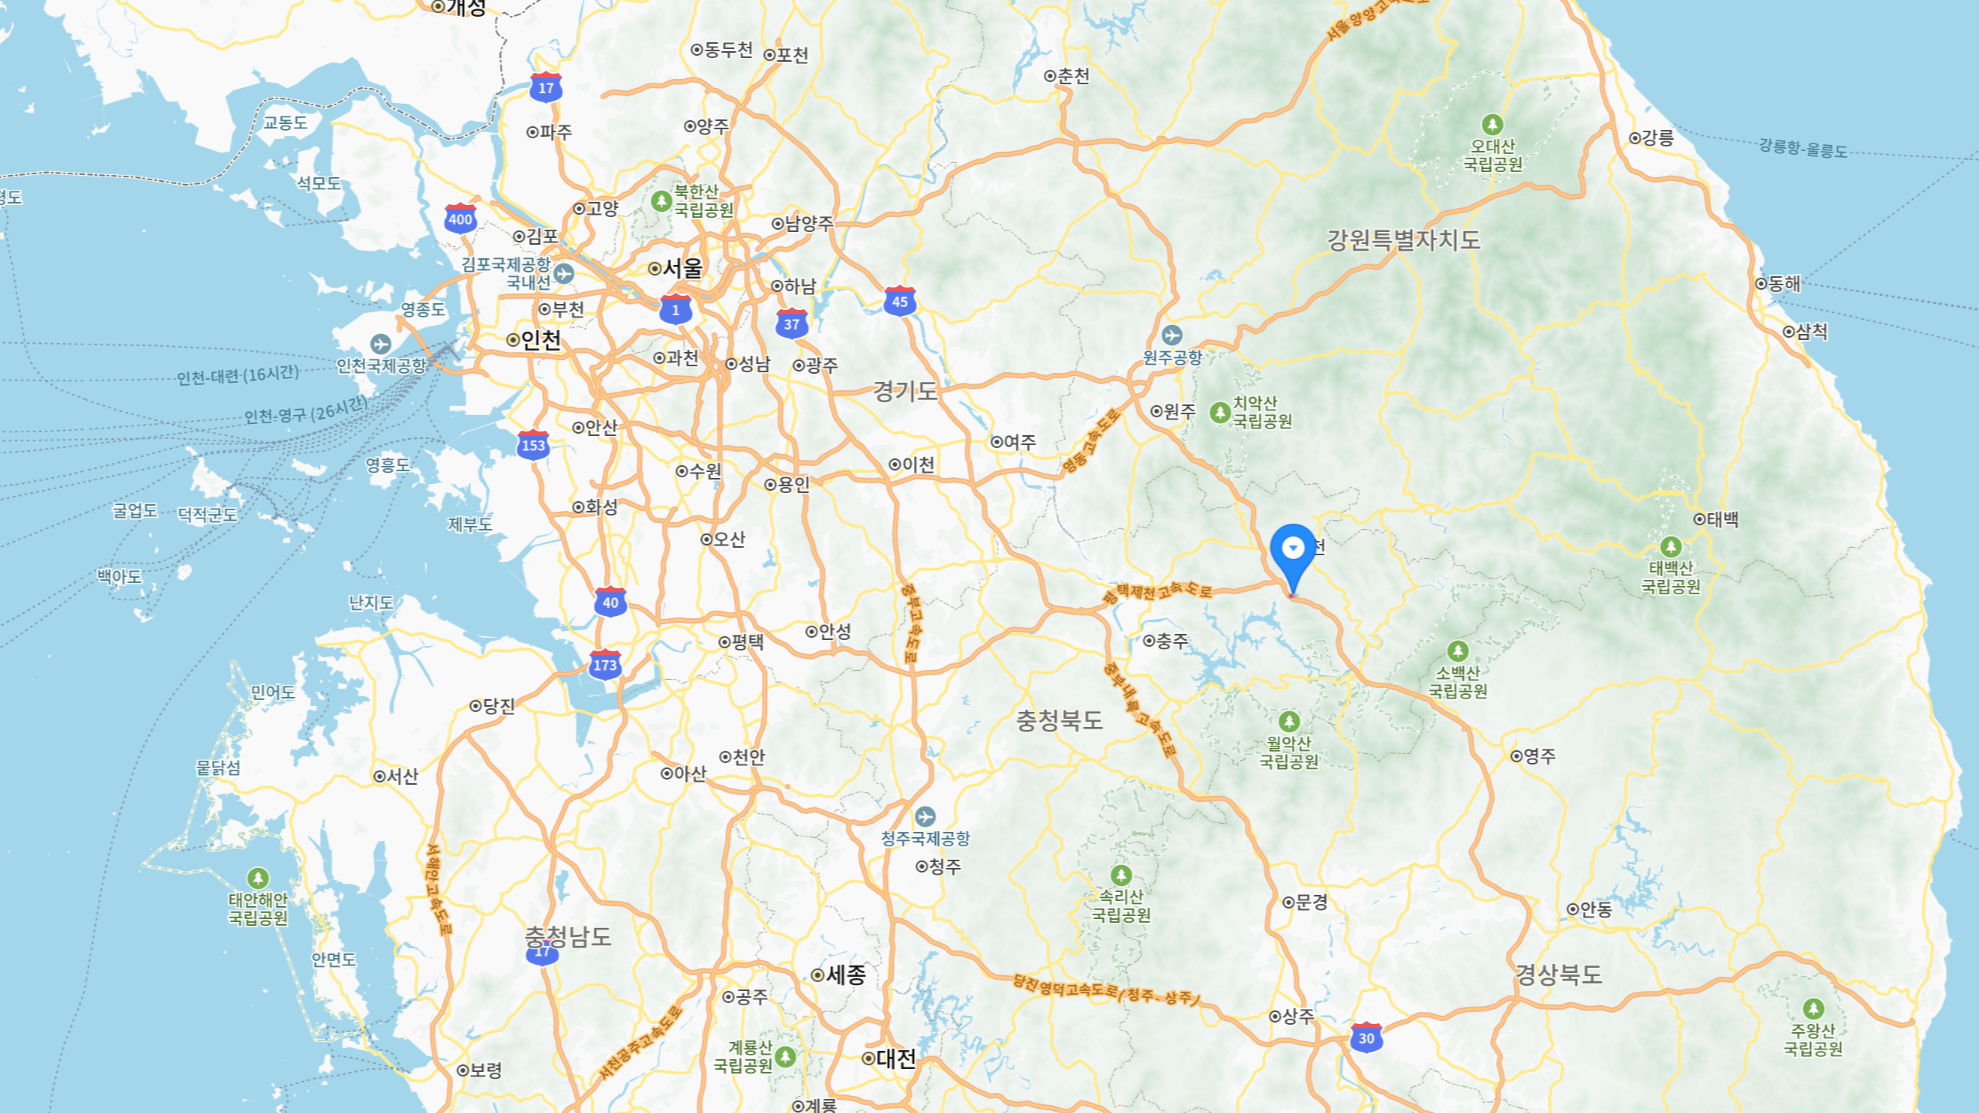 개성
동두천
포천
서울양양고속도로
춘천
17
교동도
파주
양주
오대산
국립공원
강릉
강릉항-울릉도
석모도
북한산
국립공원
고양
400
김포
남양주
강원특별자치도
김포국제공항
국내선
서울
하남
동해
영종도
부천
1
37
45
삼척
인천
인천국제공항
과천
성남
광주
원주공항
인천-대련 (16시간)
경기도
인천-영구 (26시간)
원주
치악산
국립공원
안산
153
여주
영동고속도로
영흥도
수원
이천
용인
굴업도
덕적군도
제부도
화성
오산
태백
천
백아도
태백산
국립공원
난지도
40
중부고속도로
평택제천고속도로
평택
안성
충주
173
소백산
국립공원
민어도
당진
중부내륙고속도로
충청북도
월악산
국립공원
영주
뭍닭섬
서산
아산
천안
청주국제공항
청주
서해안고속도로
태안해안
국립공원
속리산
국립공원
문경
안동
충청남도
17
안면도
세종
당진영덕고속도로(청주-상주)
경상북도
공주
상주
30
주왕산
국립공원
서천공주고속도로
계룡산
국립공원
대전
보령
계룡